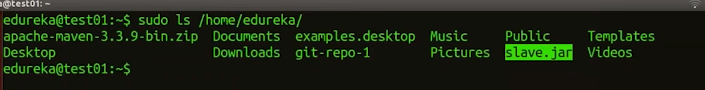 edureka@test01: ~
edureka@test01:~$ sudo ls /home/edureka/
apache-maven-3.3.9-bin.zip  Documents  examples.desktop  Music     Public     Templates
Desktop                     Downloads  git-repo-1        Pictures  slave.jar  Videos
edureka@test01:~$